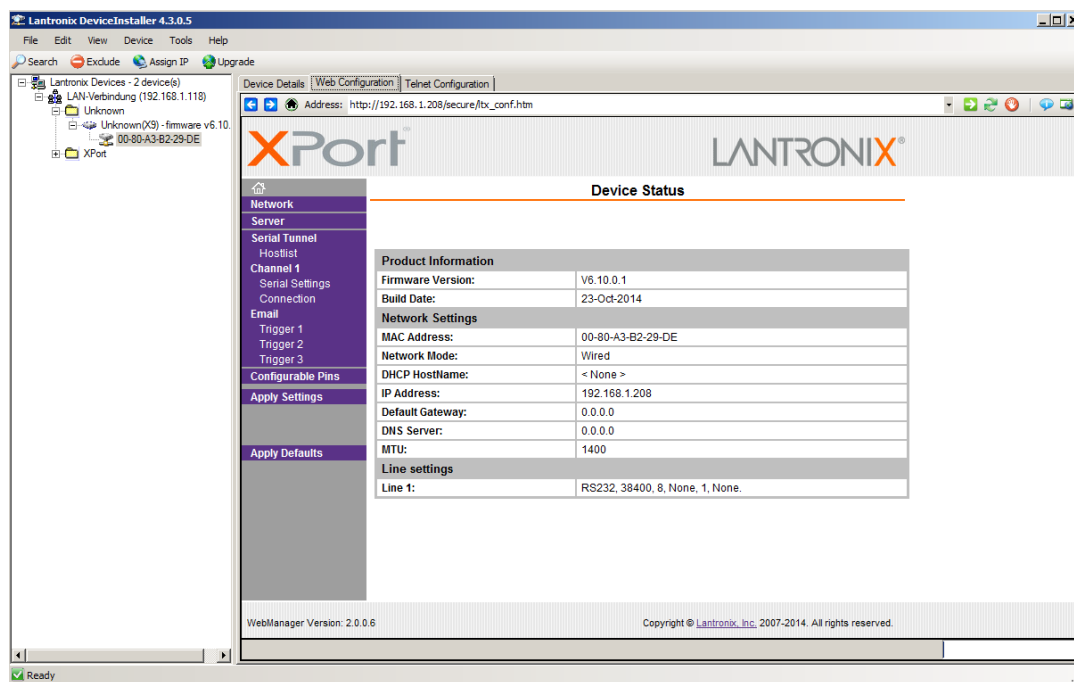 Lantronix DeviceInstaller 4.3.0.5
File Edit View Device Tools Help
Search Exclude Assign IP Upgrade
Lantronix Devices - 2 device(s)
LAN-Verbindung (192.168.1.118)
Unknown
Unknown(X9) - firmware v6.10.
00-80-A3-B2-29-DE
XPort
Device Details Web Configuration Telnet Configuration
Address: http://192.168.1.208/secure/ltx_conf.htm
XPort LANTRONIX®
Network
Server
Serial Tunnel
Hostlist
Channel 1
Serial Settings
Connection
Email
Trigger 1
Trigger 2
Trigger 3
Configurable Pins
Apply Settings
Apply Defaults
Device Status
Product Information
Firmware Version: V6.10.0.1
Build Date: 23-Oct-2014
Network Settings
MAC Address: 00-80-A3-B2-29-DE
Network Mode: Wired
DHCP HostName: < None >
IP Address: 192.168.1.208
Default Gateway: 0.0.0.0
DNS Server: 0.0.0.0
MTU: 1400
Line settings
Line 1: RS232, 38400, 8, None, 1, None.
WebManager Version: 2.0.0.6 Copyright © Lantronix, Inc. 2007-2014. All rights reserved.
Ready